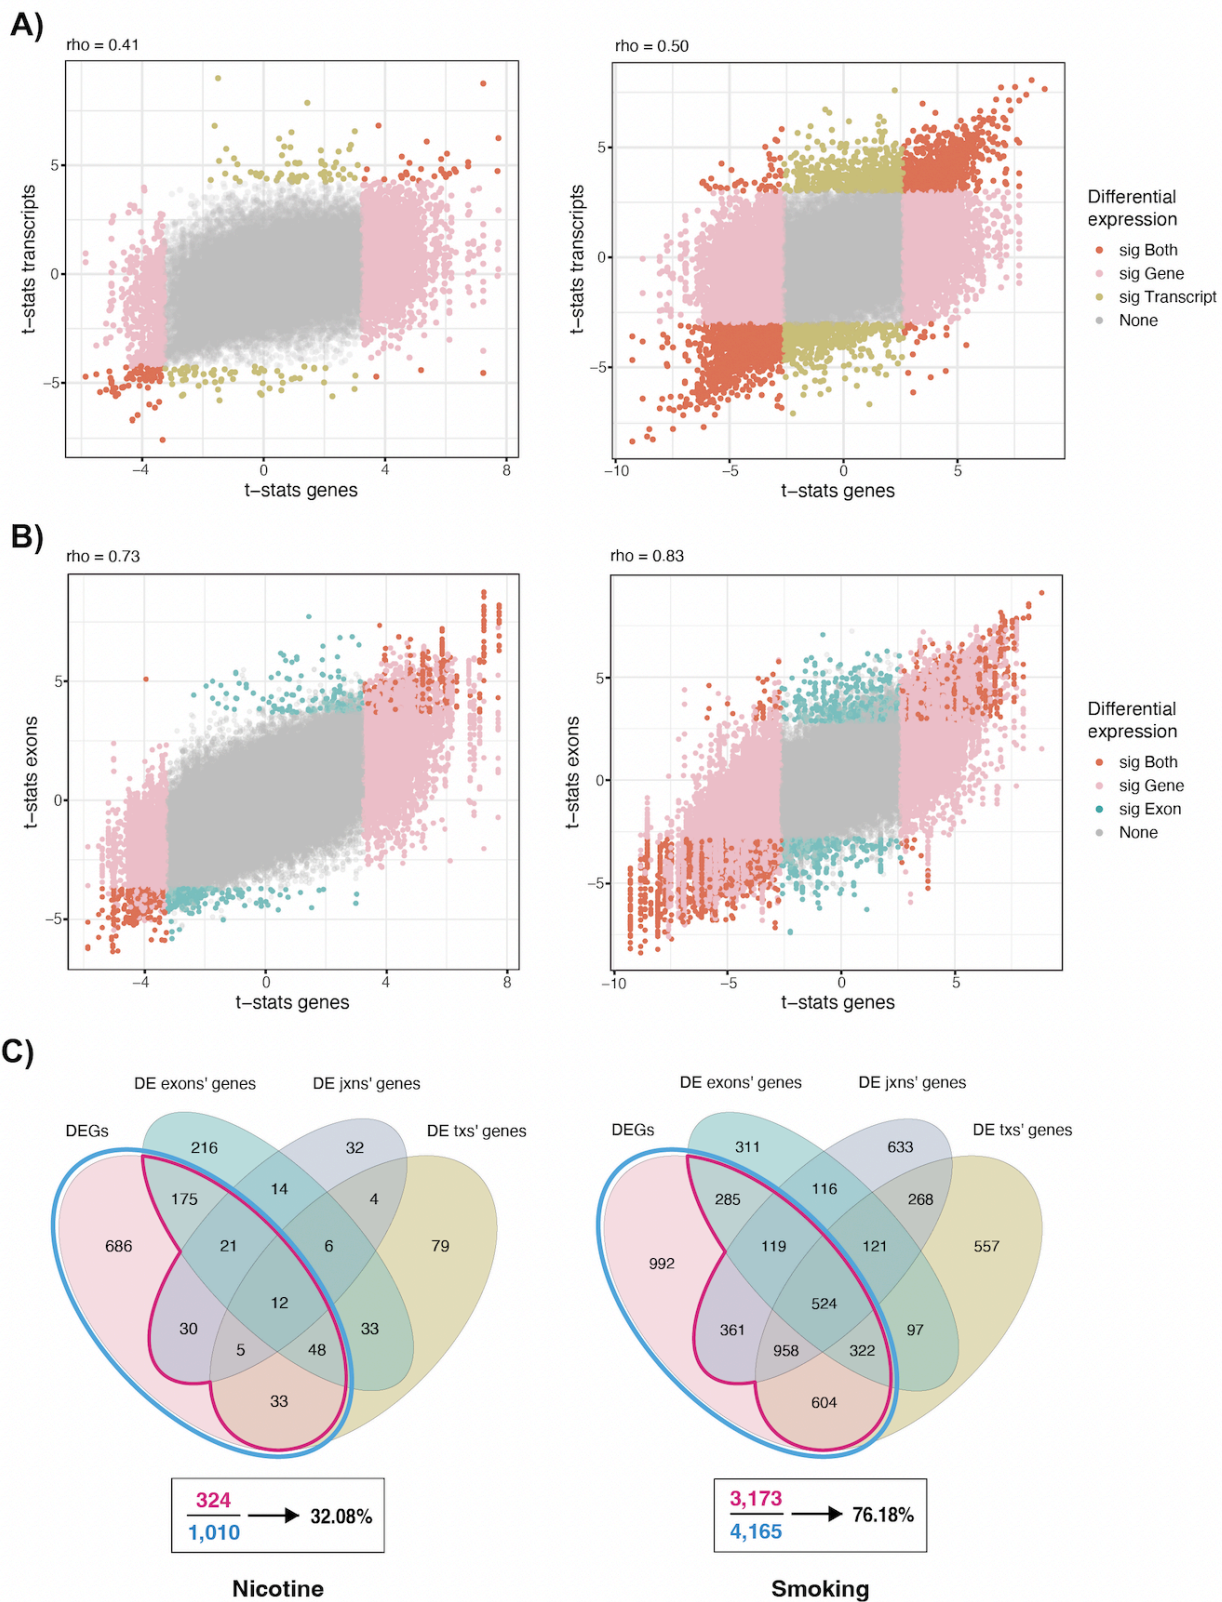 A)
rho = 0.41
rho = 0.50
t−stats transcripts
5
0
−5
−4
0
4
8
t−stats genes
t−stats transcripts
5
0
−5
−10
−5
0
5
t−stats genes
Differential
expression
sig Both
sig Gene
sig Transcript
None
B)
rho = 0.73
rho = 0.83
t−stats exons
5
0
−5
−4
0
4
8
t−stats genes
t−stats exons
5
0
−5
−10
−5
0
5
t−stats genes
Differential
expression
sig Both
sig Gene
sig Exon
None
C)
DE exons' genes
DE jxns' genes
DEGs
DE txs' genes
216
32
175
14
4
686
21
6
79
12
30
33
5
48
33
324
1,010
32.08%
Nicotine
DE exons' genes
DE jxns' genes
DEGs
DE txs' genes
311
633
285
116
268
992
119
121
557
524
361
97
958
322
604
3,173
4,165
76.18%
Smoking